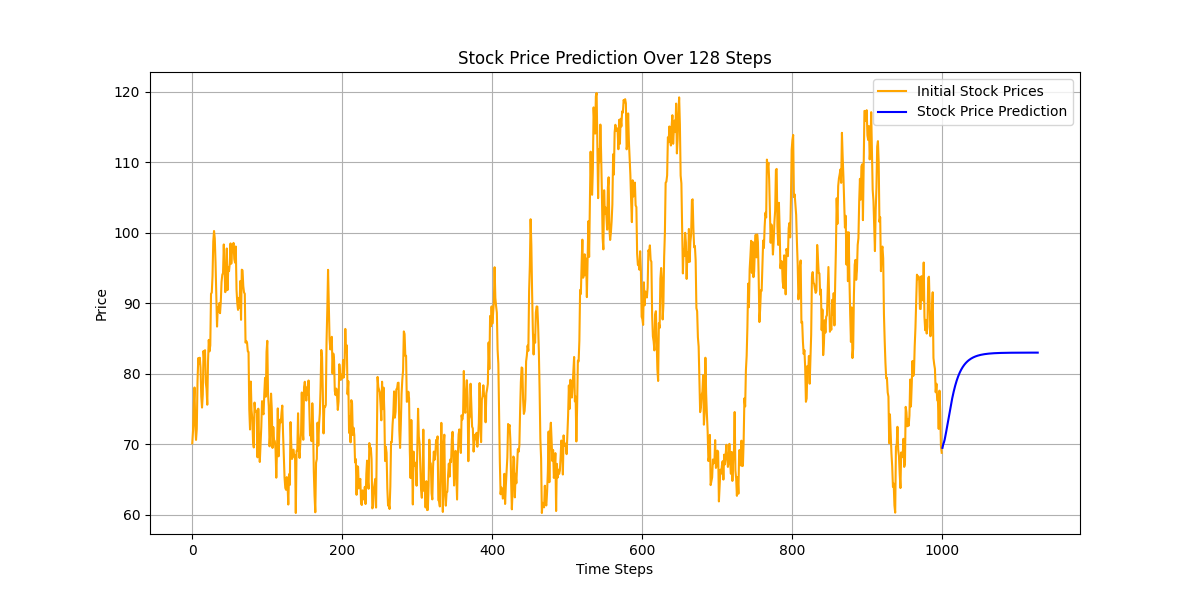 Stock Price Prediction Over 128 Steps
Initial Stock Prices
Stock Price Prediction
120
110
100
90
80
70
60
Price
0 200 400 600 800 1000
Time Steps